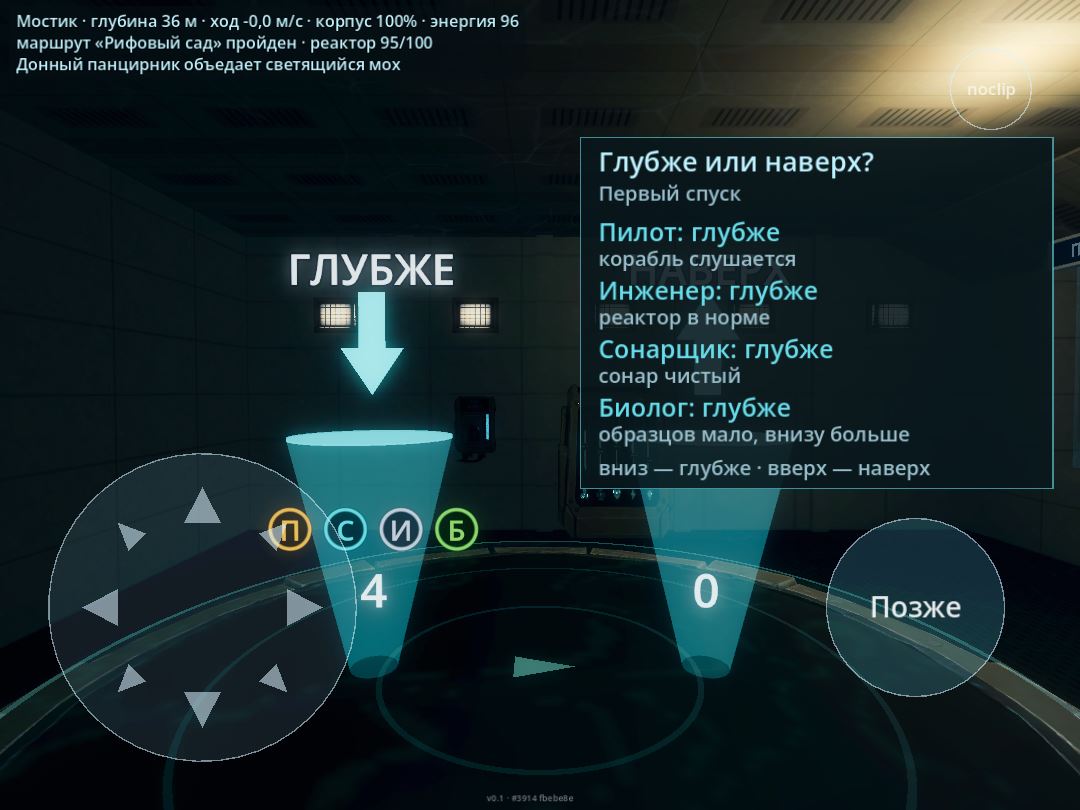 Мостик · глубина 36 м · ход -0,0 м/с · корпус 100% · энергия 96
маршрут «Рифовый сад» пройден · реактор 95/100
Донный панцирник объедает светящийся мох
noclip
Глубже или наверх?
Первый спуск
Пилот: глубже
корабль слушается
Инженер: глубже
реактор в норме
Сонарщик: глубже
сонар чистый
Биолог: глубже
образцов мало, внизу больше
вниз — глубже · вверх — наверх
ГЛУБЖЕ
НАВЕРХ
П С И Б
4
0
Позже
v0.1 · #3914 fbebe8e